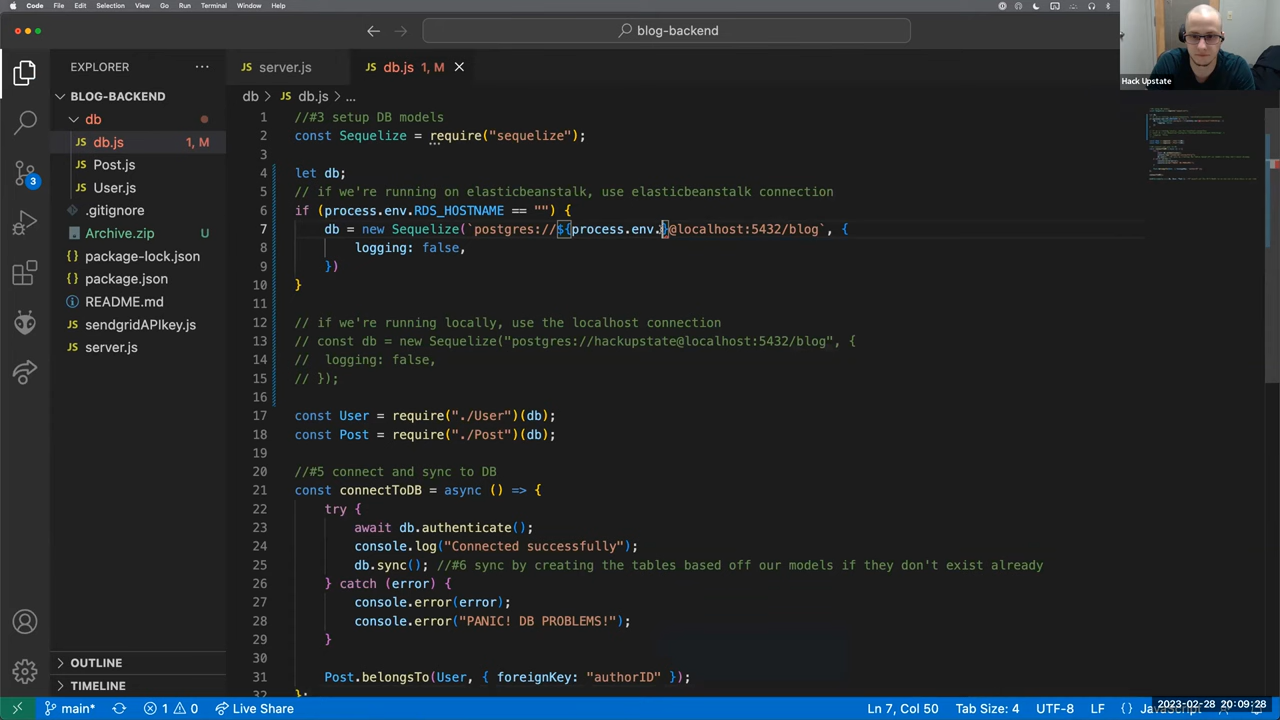 Code File Edit Selection View Go Run Terminal Window Help
blog-backend
Hack Upstate
EXPLORER
server.js
db.js 1, M
BLOG-BACKEND
db
db.js 1, M
Post.js
User.js
.gitignore
Archive.zip U
package-lock.json
package.json
README.md
sendgridAPIkey.js
server.js
OUTLINE
TIMELINE
db > db.js > ...
1 //#3 setup DB models
2 const Sequelize = require("sequelize");
3
4 let db;
5 // if we're running on elasticbeanstalk, use elasticbeanstalk connection
6 if (process.env.RDS_HOSTNAME == "") {
7 db = new Sequelize(`postgres://${process.env.}@localhost:5432/blog`, {
8 logging: false,
9 })
10 }
11
12 // if we're running locally, use the localhost connection
13 // const db = new Sequelize("postgres://hackupstate@localhost:5432/blog", {
14 // logging: false,
15 // });
16
17 const User = require("./User")(db);
18 const Post = require("./Post")(db);
19
20 //#5 connect and sync to DB
21 const connectToDB = async () => {
22 try {
23 await db.authenticate();
24 console.log("Connected successfully");
25 db.sync(); //#6 sync by creating the tables based off our models if they don't exist already
26 } catch (error) {
27 console.error(error);
28 console.error("PANIC! DB PROBLEMS!");
29 }
30
31 Post.belongsTo(User, { foreignKey: "authorID" });
32 };
3
main* 1 0 Live Share
Ln 7, Col 50 Tab Size: 4 UTF-8 LF {} JavaScript
2023-02-28 20:09:28